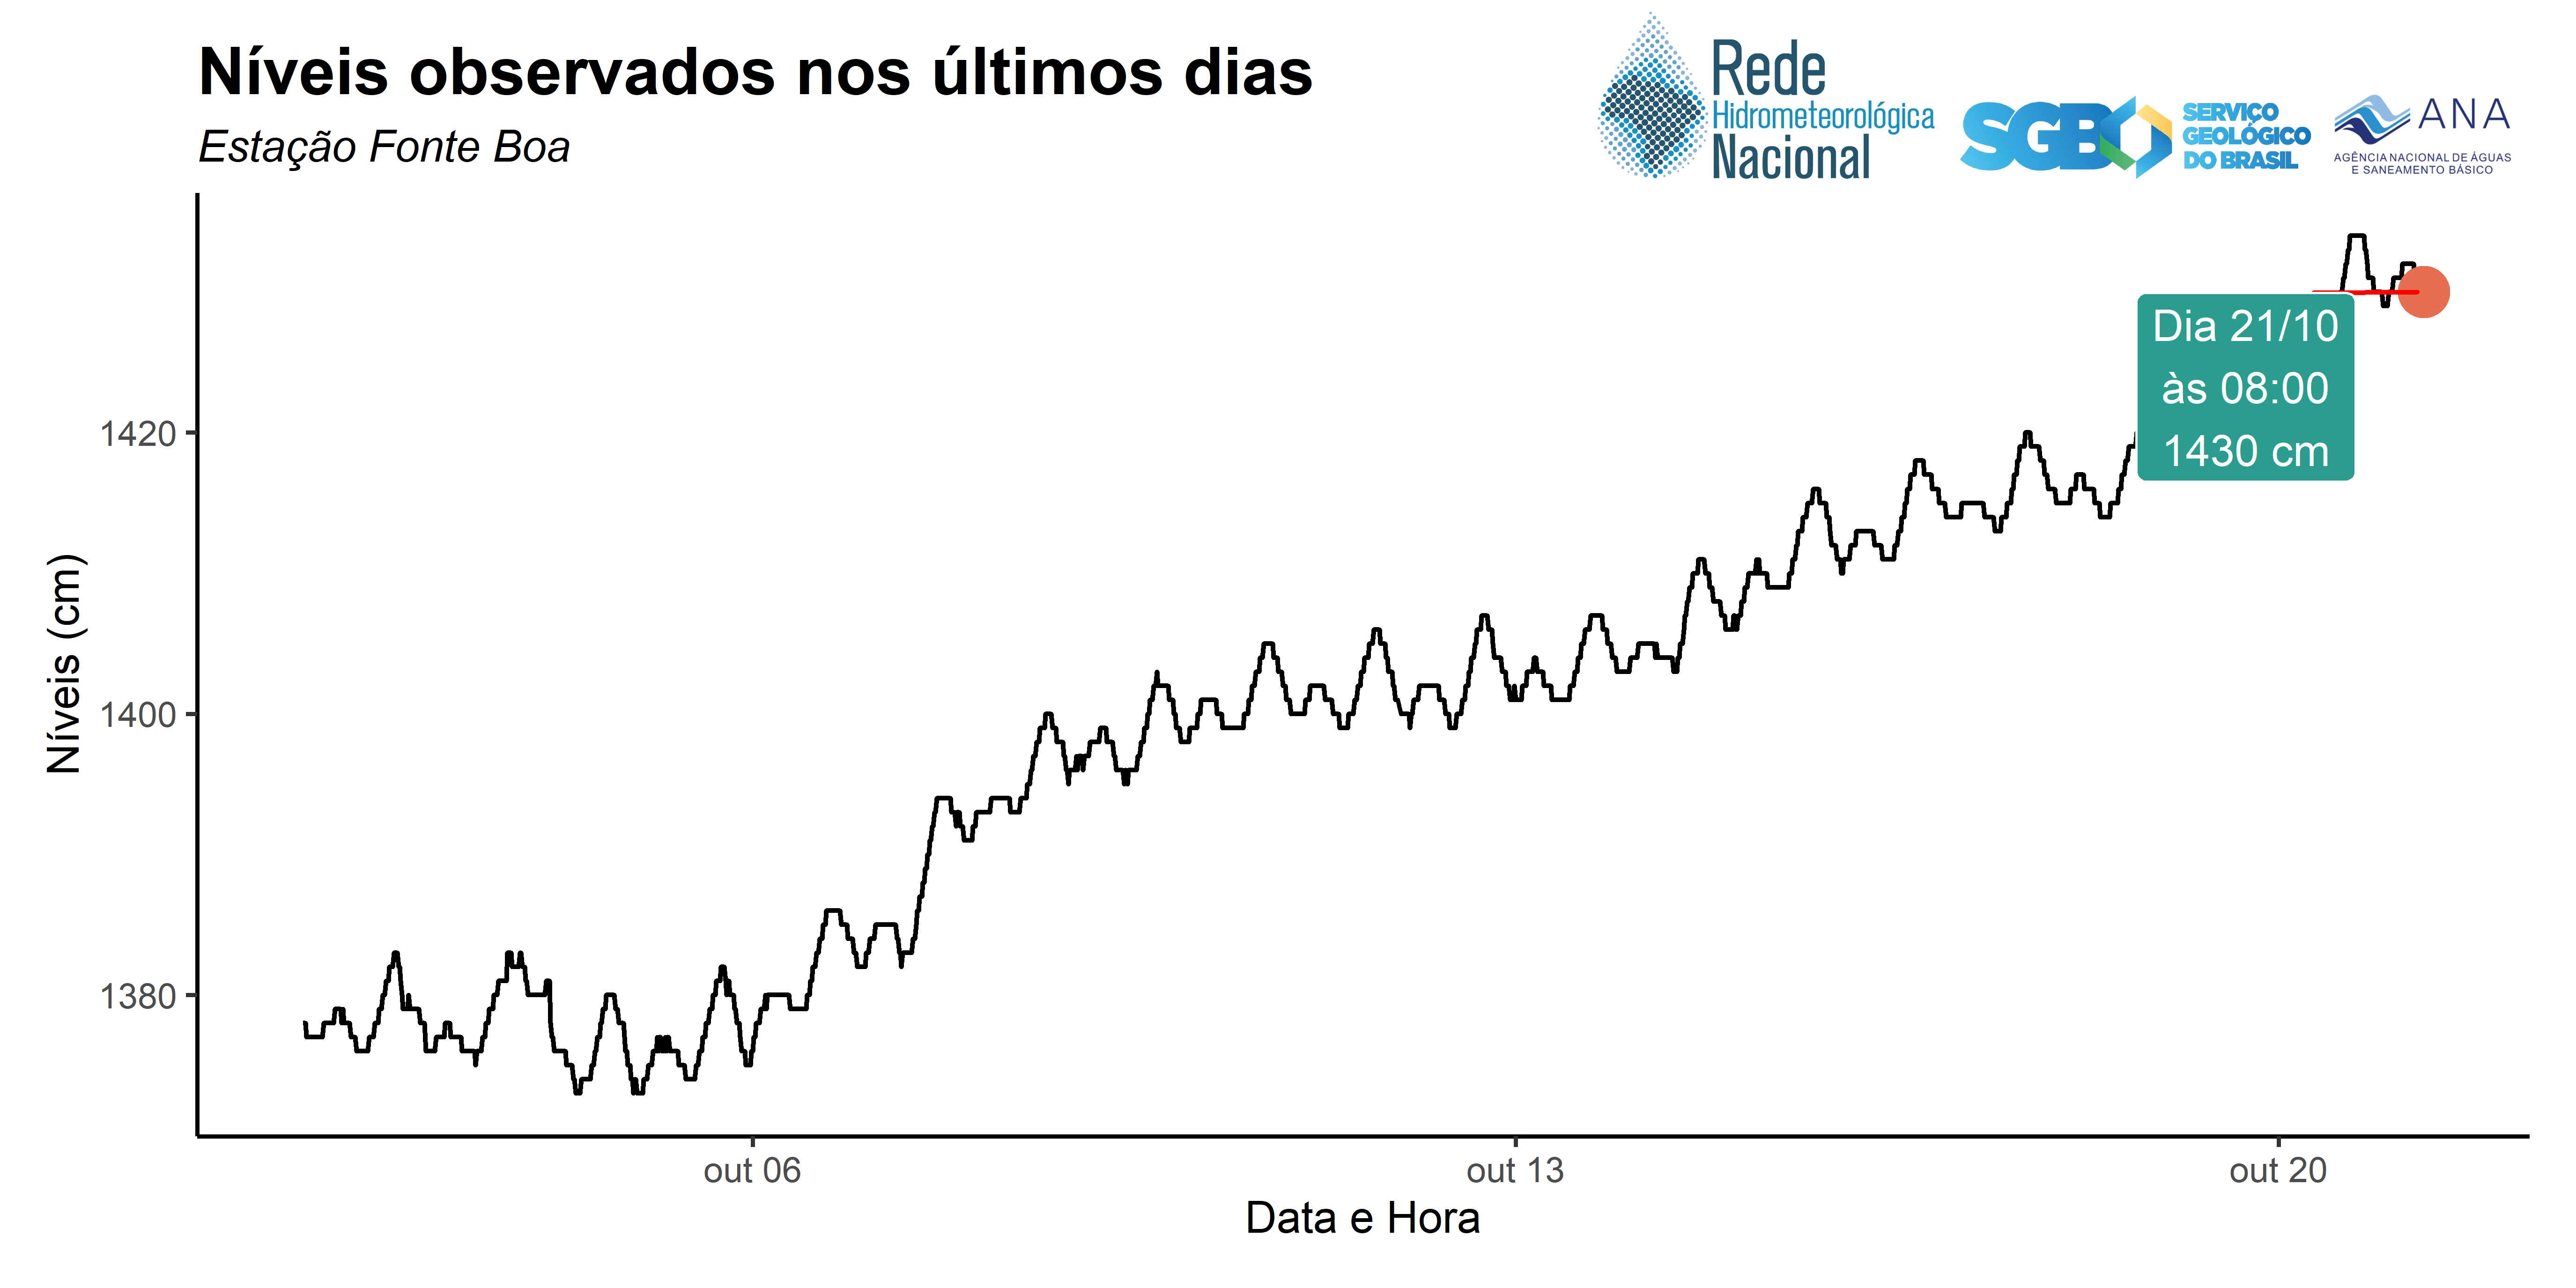 Níveis observados nos últimos dias
Estação Fonte Boa
Rede
Hidrometeorológica
Nacional
SGB
SERVIÇO
GEOLÓGICO
DO BRASIL
ANA
AGÊNCIA NACIONAL DE ÁGUAS
E SANEAMENTO BÁSICO
Dia 21/10
às 08:00
1430 cm
Níveis (cm)
1420
1400
1380
out 06
out 13
out 20
Data e Hora